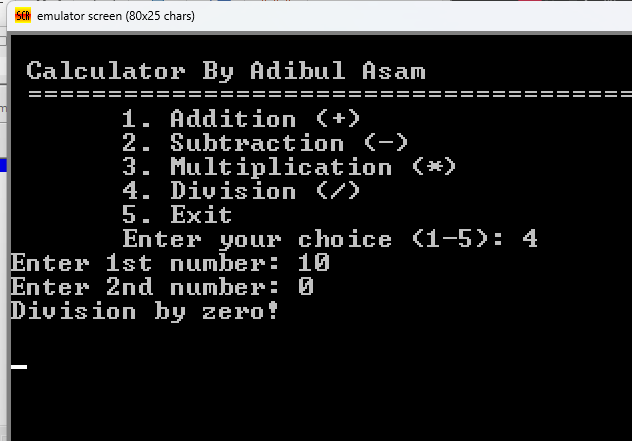 SCR emulator screen (80x25 chars)
Calculator By Adibul Asam
======================================
1. Addition (+)
2. Subtraction (-)
3. Multiplication (*)
4. Division (/)
5. Exit
Enter your choice (1-5): 4
Enter 1st number: 10
Enter 2nd number: 0
Division by zero!
_